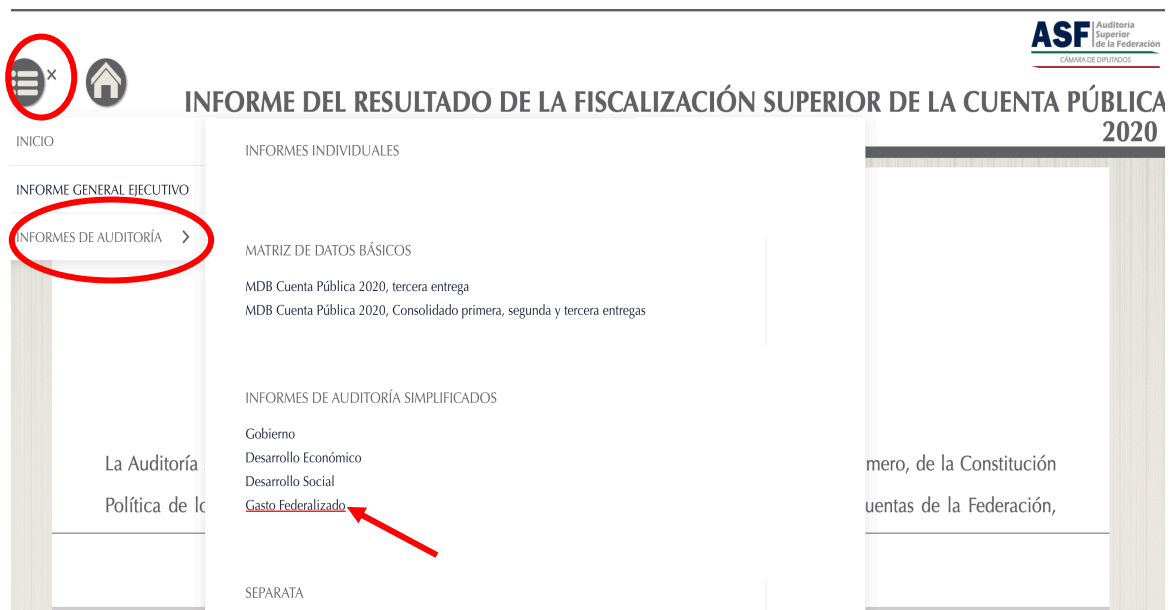 ASF
Auditoría
Superior
de la Federación
CÁMARA DE DIPUTADOS
×
INFORME DEL RESULTADO DE LA FISCALIZACIÓN SUPERIOR DE LA CUENTA PÚBLICA
2020
INICIO
INFORME GENERAL EJECUTIVO
INFORMES DE AUDITORÍA
INFORMES INDIVIDUALES
MATRIZ DE DATOS BÁSICOS
MDB Cuenta Pública 2020, tercera entrega
MDB Cuenta Pública 2020, Consolidado primera, segunda y tercera entregas
INFORMES DE AUDITORÍA SIMPLIFICADOS
Gobierno
Desarrollo Económico
Desarrollo Social
Gasto Federalizado
SEPARATA
La Auditoría mero, de la Constitución
Política de lo uentas de la Federación,